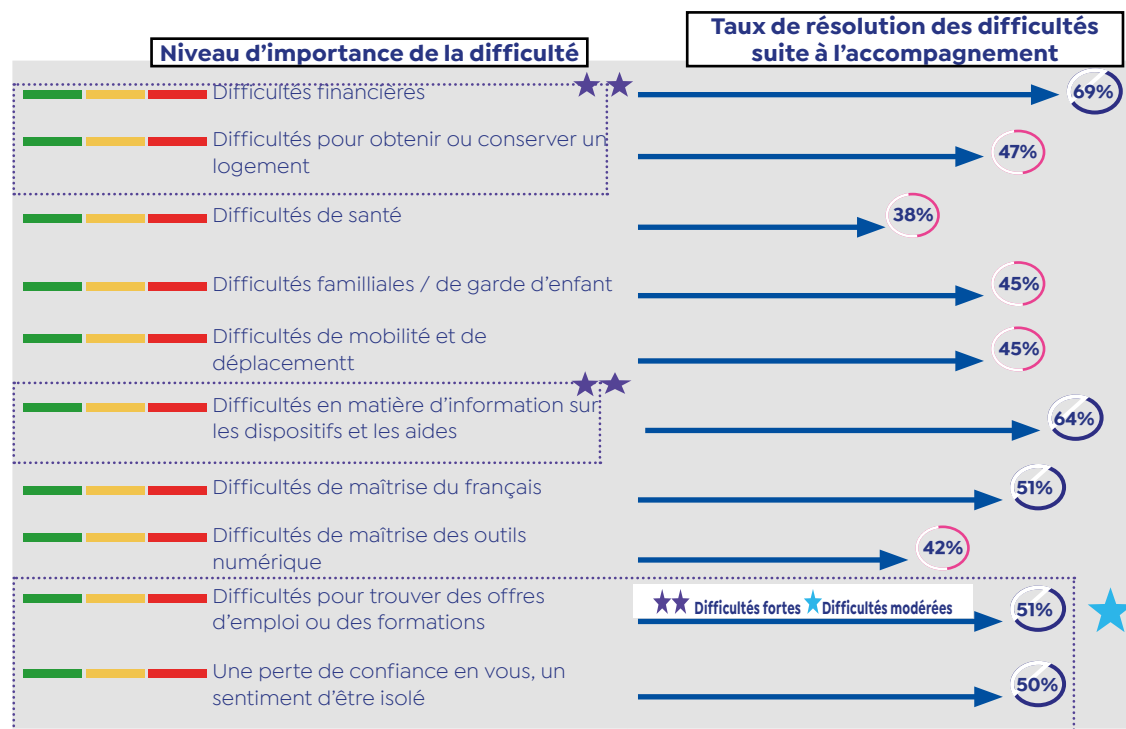 Niveau d'importance de la difficulté
Taux de résolution des difficultés
suite à l'accompagnement
Difficultés financières
69%
Difficultés pour obtenir ou conserver un
logement
47%
Difficultés de santé
38%
Difficultés familliales / de garde d'enfant
45%
Difficultés de mobilité et de
déplacementt
45%
Difficultés en matière d'information sur
les dispositifs et les aides
64%
Difficultés de maîtrise du français
51%
Difficultés de maîtrise des outils
numérique
42%
Difficultés pour trouver des offres
d'emploi ou des formations
Difficultés fortes Difficultés modérées
51%
Une perte de confiance en vous, un
sentiment d'être isolé
50%